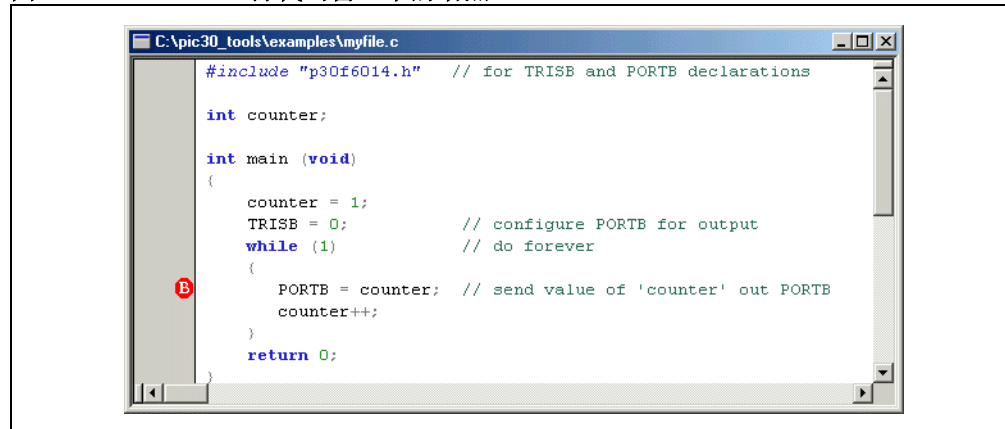 C:\pic30_tools\examples\myfile.c
#include "p30f6014.h" // for TRISB and PORTB declarations
int counter;
int main (void)
{
counter = 1;
TRISB = 0; // configure PORTB for output
while (1) // do forever
{
B PORTB = counter; // send value of 'counter' out PORTB
counter++;
}
return 0;
}